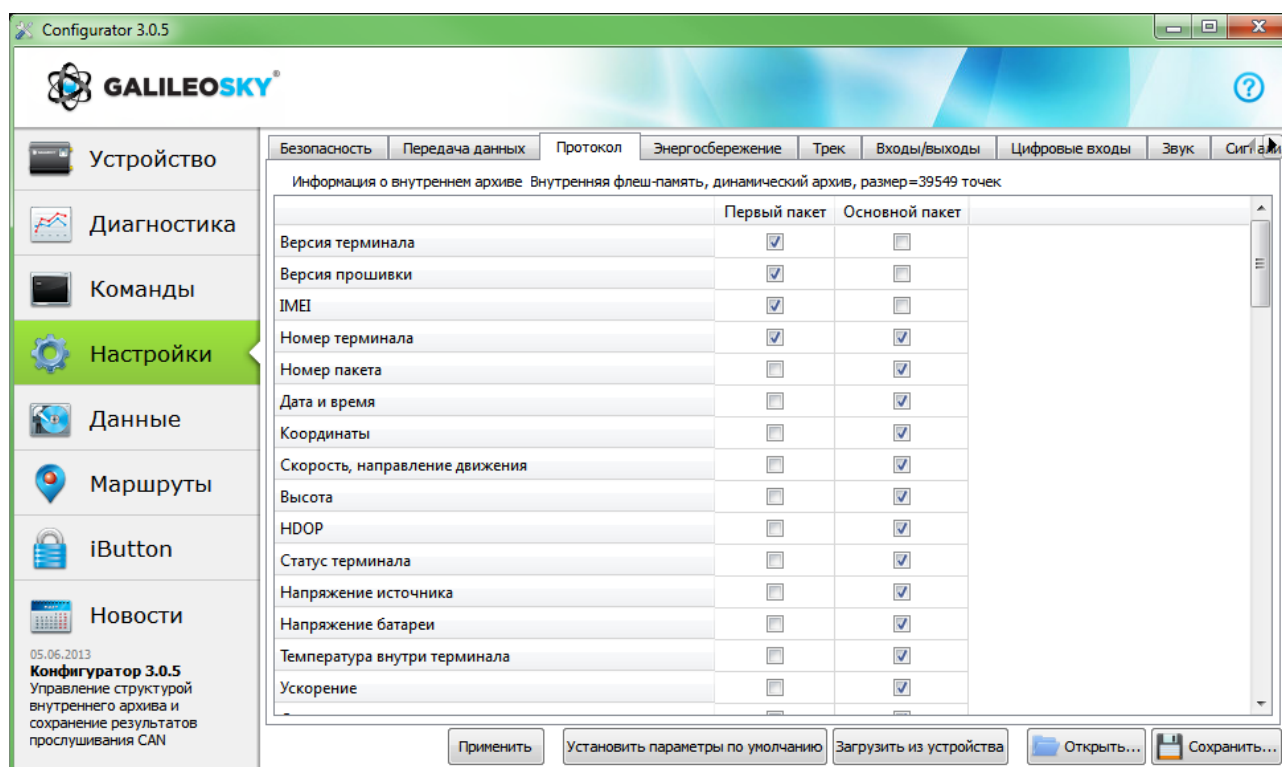 Configurator 3.0.5
GALILEOSKY®
Устройство
Диагностика
Команды
Настройки
Данные
Маршруты
iButton
Новости
05.06.2013
Конфигуратор 3.0.5
Управление структурой
внутреннего архива и
сохранение результатов
прослушивания CAN
Безопасность Передача данных Протокол Энергосбережение Трек Входы/выходы Цифровые входы Звук
Информация о внутреннем архиве Внутренняя флеш-память, динамический архив, размер=39549 точек
Первый пакет Основной пакет
Версия терминала
Версия прошивки
IMEI
Номер терминала
Номер пакета
Дата и время
Координаты
Скорость, направление движения
Высота
HDOP
Статус терминала
Напряжение источника
Напряжение батареи
Температура внутри терминала
Ускорение
Применить Установить параметры по умолчанию Загрузить из устройства Открыть... Сохранить...